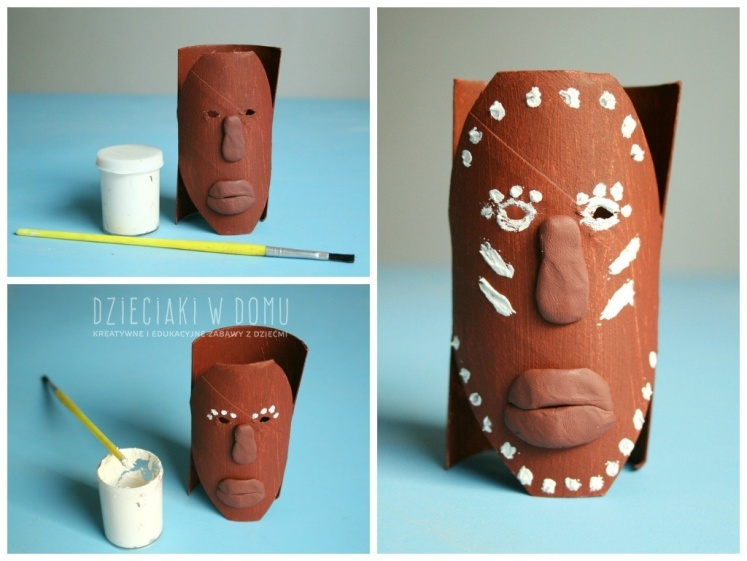 DZIECIAKI W DOMU
KREATYWNE I EDUKACYJNE ZABAWY Z DZIEĆMI